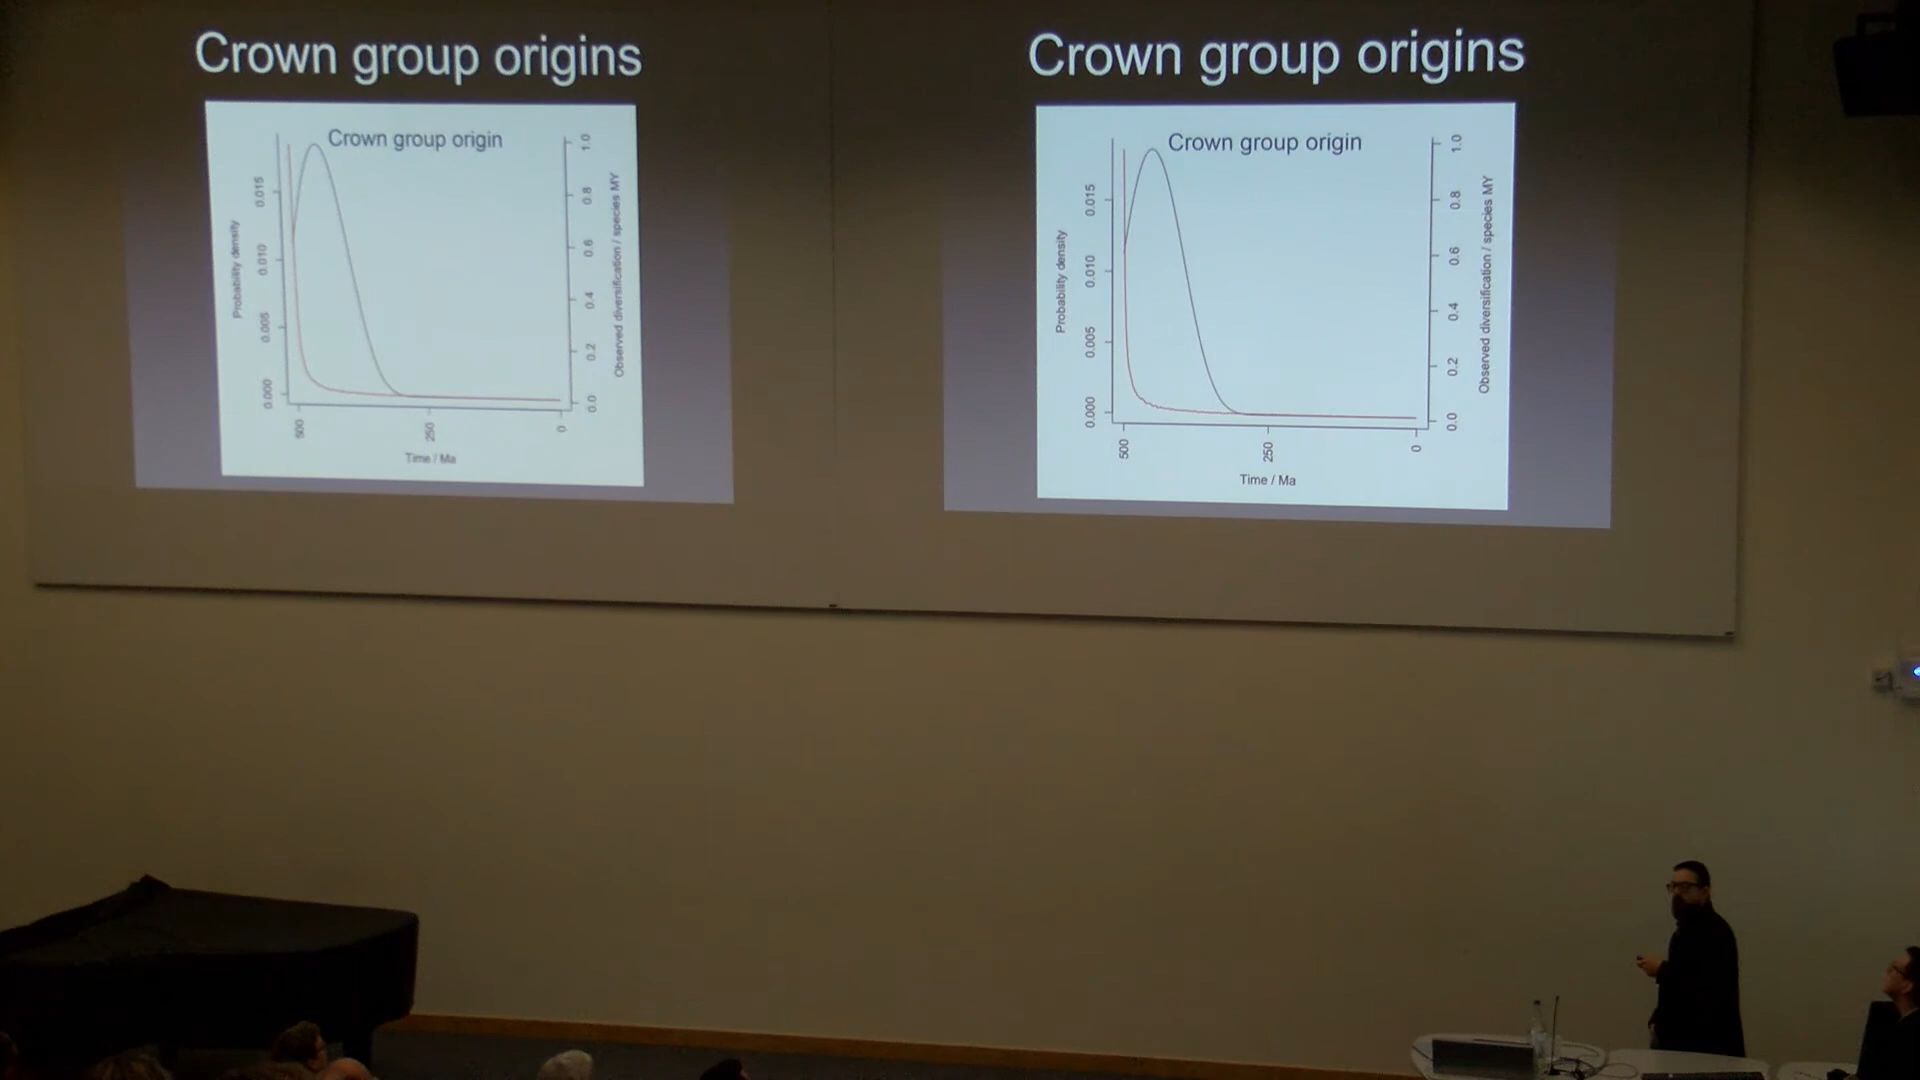 Crown group origins
Crown group origin
Probability density
0.000 0.005 0.010 0.015
Observed diversification / species MY
0.0 0.2 0.4 0.6 0.8 1.0
500 250 0
Time / Ma
Crown group origins
Crown group origin
Probability density
0.000 0.005 0.010 0.015
Observed diversification / species MY
0.0 0.2 0.4 0.6 0.8 1.0
500 250 0
Time / Ma